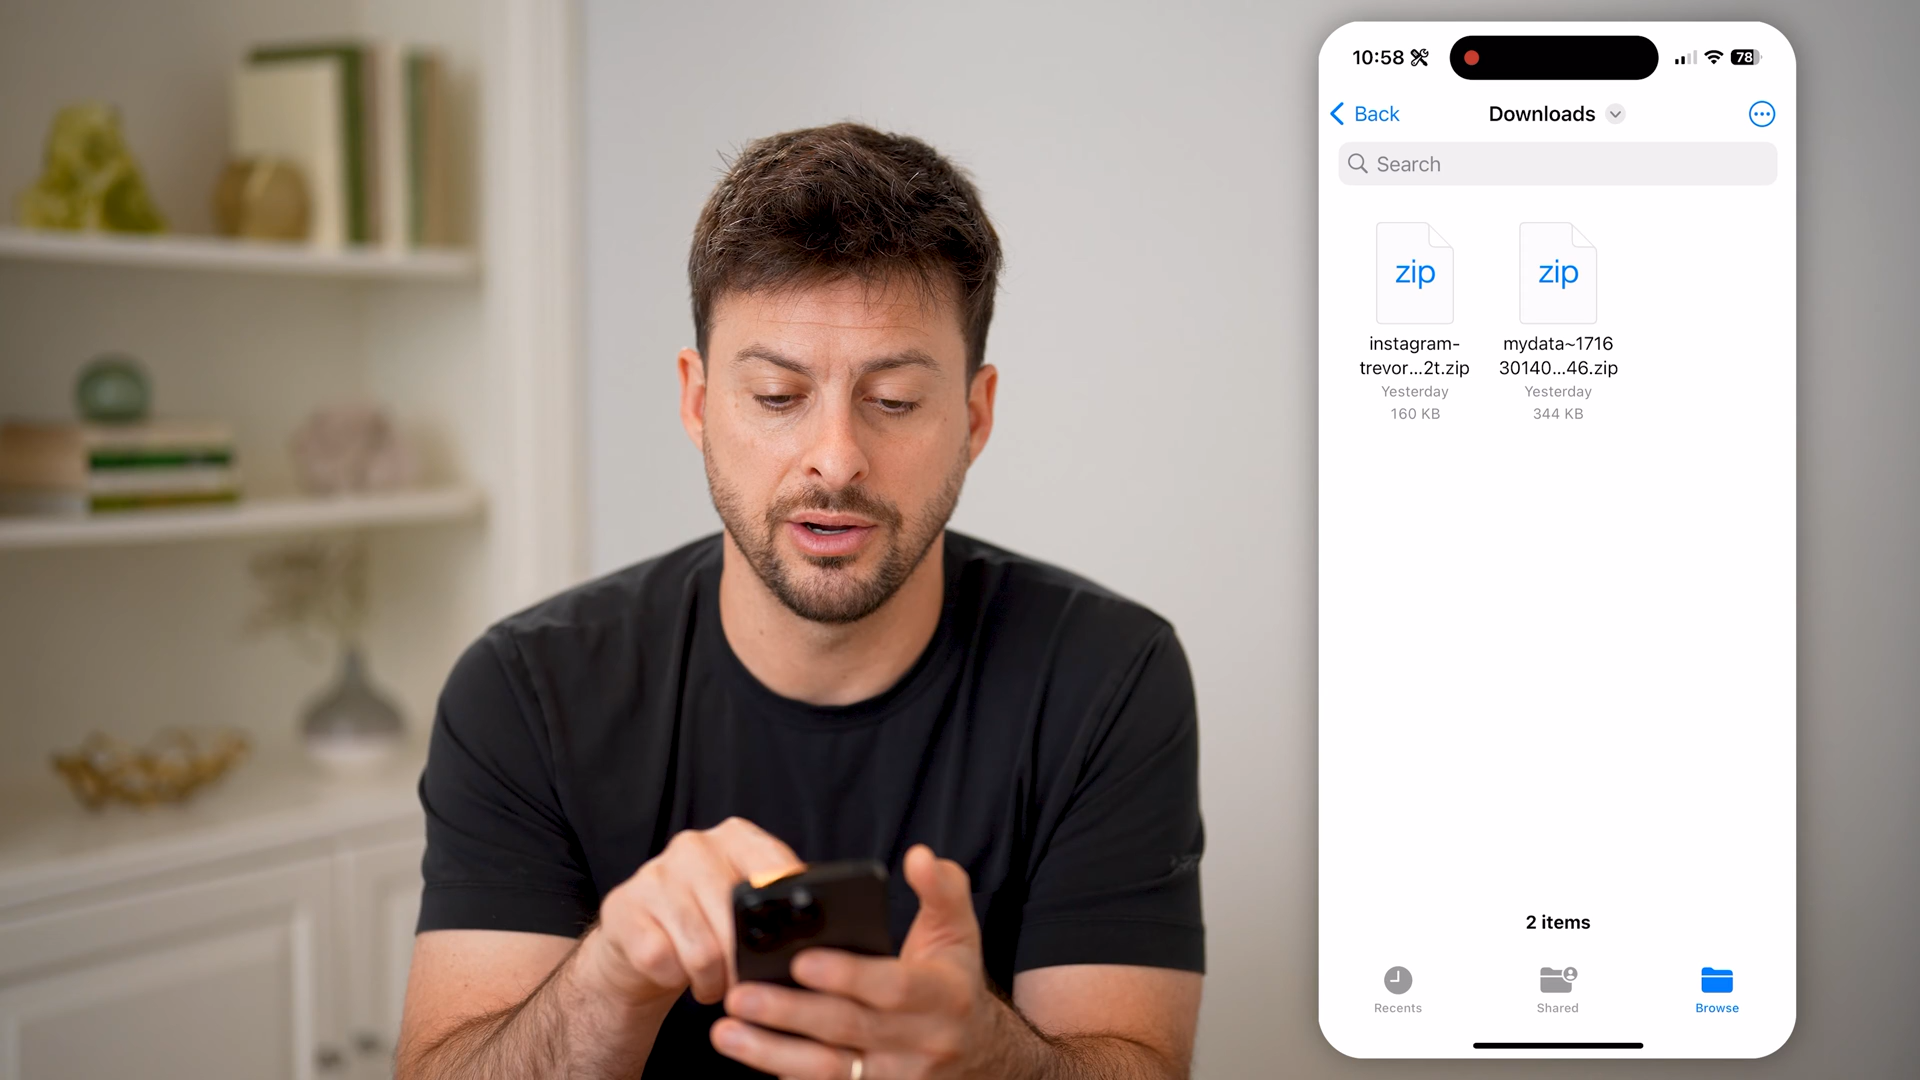 10:58
78
Back
Downloads
Search
zip
zip
instagram-
trevor...2t.zip
Yesterday
160 KB
mydata~1716
30140...46.zip
Yesterday
344 KB
2 items
Recents
Shared
Browse